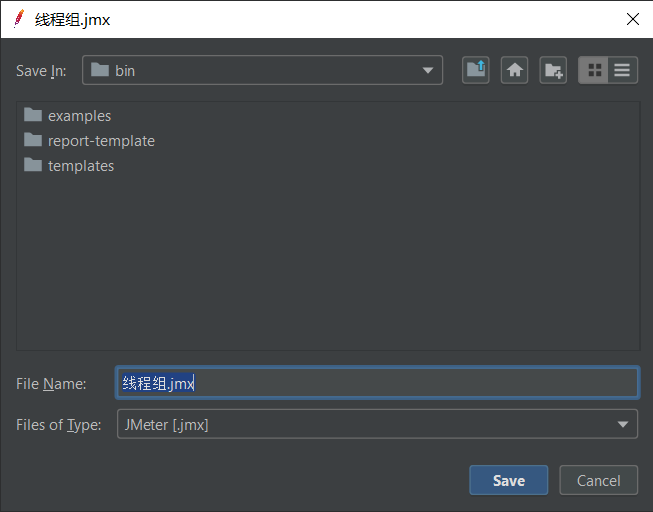 线程组.jmx
Save In: bin
examples
report-template
templates
File Name: 线程组.jmx
Files of Type: JMeter [.jmx]
Save Cancel